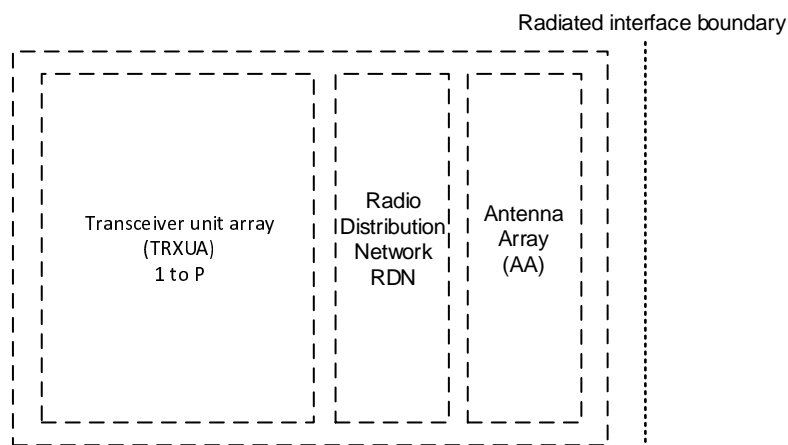 Radiated interface boundary
Transceiver unit array
(TRXUA)
1 to P
Radio
Distribution
Network
RDN
Antenna
Array
(AA)